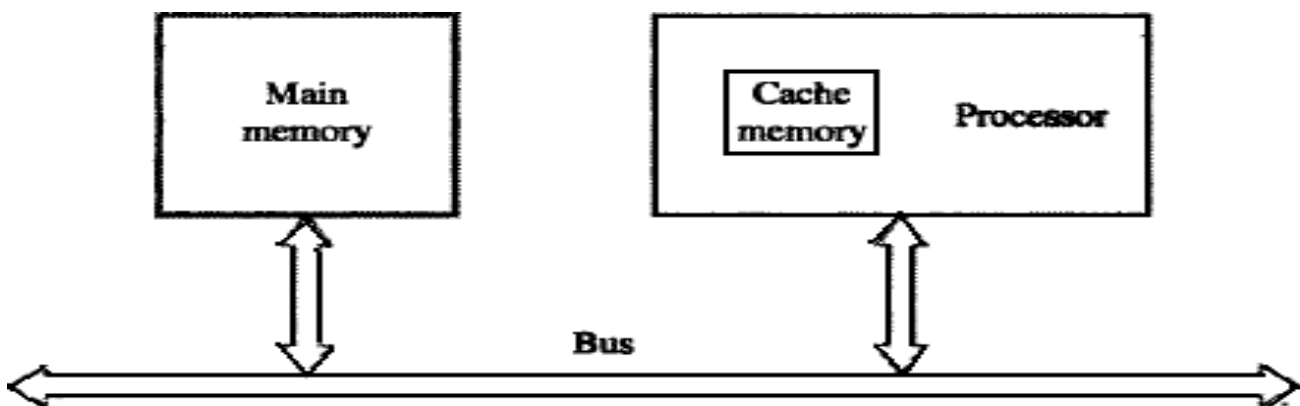 Main
memory
Cache
memory
Processor
Bus